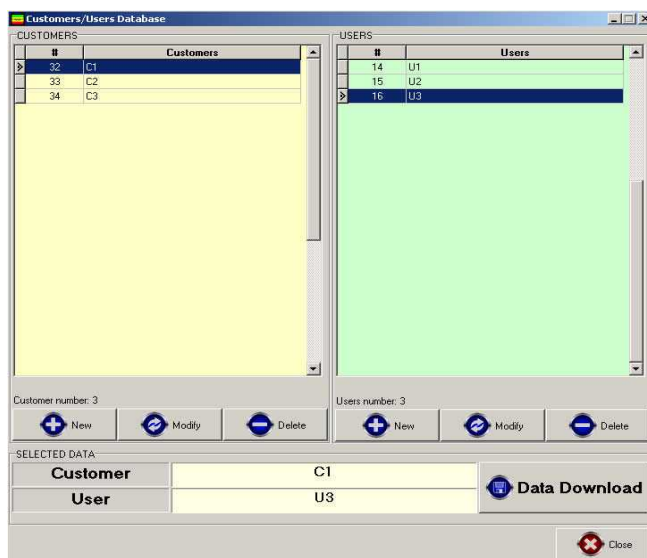 Customers/Users Database
CUSTOMERS
# Customers
32 C1
33 C2
34 C3
Customer number: 3
New Modify Delete
USERS
# Users
14 U1
15 U2
16 U3
Users number: 3
New Modify Delete
SELECTED DATA
Customer C1
User U3
Data Download
Close